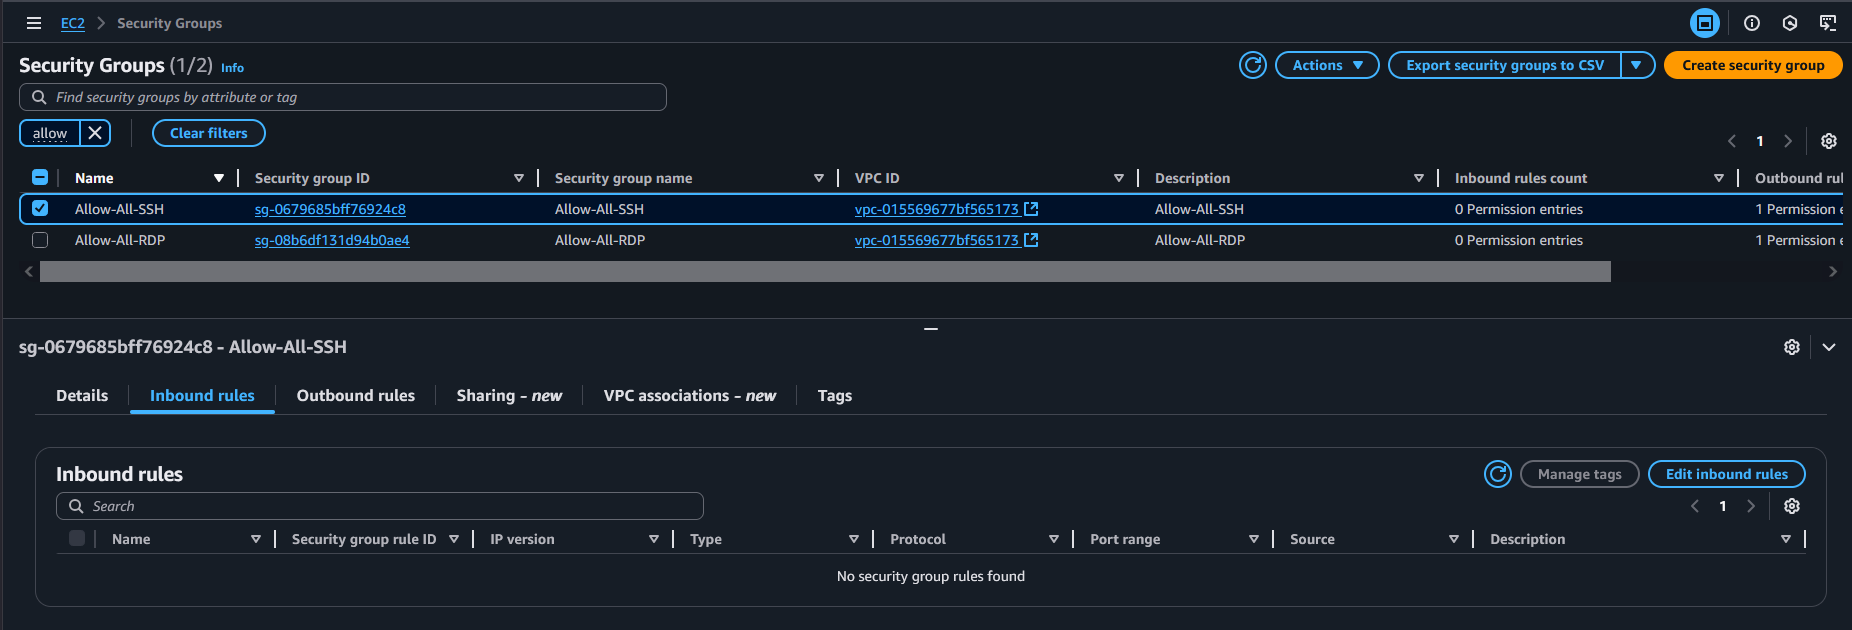 EC2 > Security Groups
Security Groups (1/2) Info
Actions
Export security groups to CSV
Create security group
Find security groups by attribute or tag
allow
Clear filters
1
Name Security group ID Security group name VPC ID Description Inbound rules count Outbound rul
Allow-All-SSH sg-0679685bff76924c8 Allow-All-SSH vpc-015569677bf565173 Allow-All-SSH 0 Permission entries 1 Permission e
Allow-All-RDP sg-08b6df131d94b0ae4 Allow-All-RDP vpc-015569677bf565173 Allow-All-RDP 0 Permission entries 1 Permission e
sg-0679685bff76924c8 - Allow-All-SSH
Details Inbound rules Outbound rules Sharing - new VPC associations - new Tags
Inbound rules
Manage tags
Edit inbound rules
Search
1
Name Security group rule ID IP version Type Protocol Port range Source Description
No security group rules found